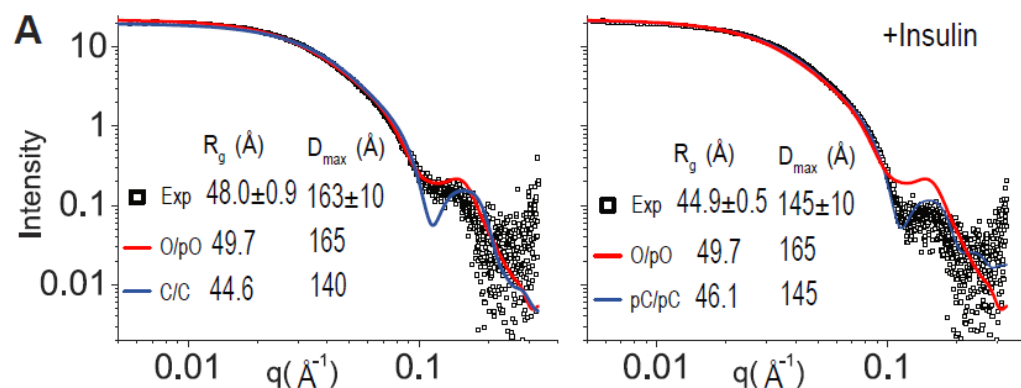 A
Intensity
10
1
0.1
0.01
Rg (Å) Dmax (Å)
Exp 48.0±0.9 163±10
O/pO 49.7 165
C/C 44.6 140
0.01 0.1
q(Å-1)
+Insulin
Rg (Å) Dmax (Å)
Exp 44.9±0.5 145±10
O/pO 49.7 165
pC/pC 46.1 145
0.01 0.1
q(Å-1)